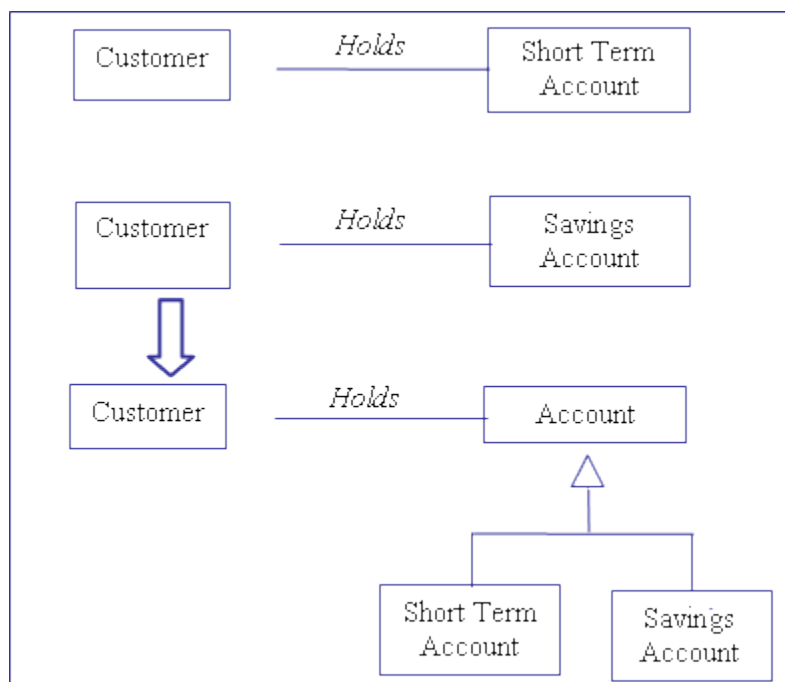 Customer
Holds
Short Term
Account
Customer
Holds
Savings
Account
Customer
Holds
Account
Short Term
Account
Savings
Account